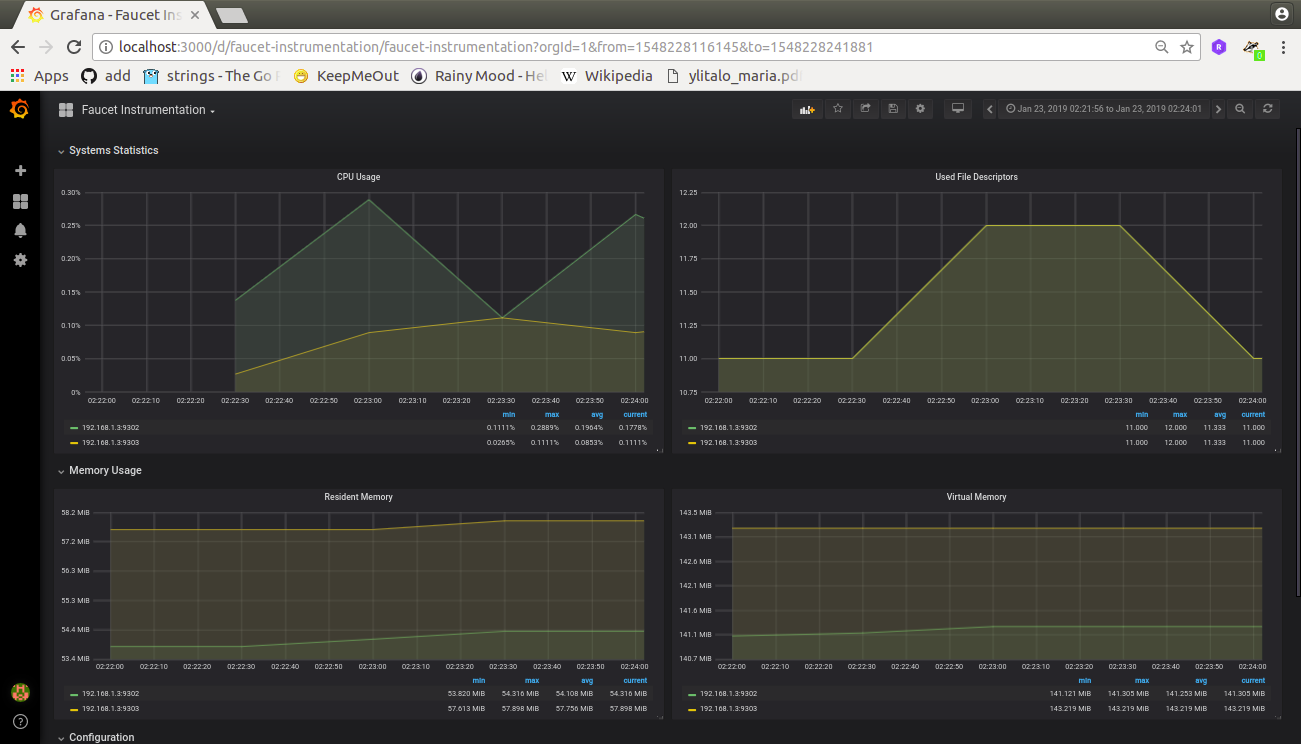 Grafana - Faucet Ins
localhost:3000/d/faucet-instrumentation/faucet-instrumentation?orgId=1&from=1548228116145&to=1548228241881
Apps add strings - The Go KeepMeOut Rainy Mood - Hel W Wikipedia ylitalo_maria.pdf
Faucet Instrumentation
Jan 23, 2019 02:21:56 to Jan 23, 2019 02:24:01
Systems Statistics
CPU Usage
0.30%
0.25%
0.20%
0.15%
0.10%
0.05%
0%
02:22:00 02:22:10 02:22:20 02:22:30 02:22:40 02:22:50 02:23:00 02:23:10 02:23:20 02:23:30 02:23:40 02:23:50 02:24:00
min max avg current
192.168.1.3:9302 0.1111% 0.2889% 0.1964% 0.1778%
192.168.1.3:9303 0.0265% 0.1111% 0.0853% 0.1111%
Used File Descriptors
12.25
12.00
11.75
11.50
11.25
11.00
10.75
02:22:00 02:22:10 02:22:20 02:22:30 02:22:40 02:22:50 02:23:00 02:23:10 02:23:20 02:23:30 02:23:40 02:23:50 02:24:00
min max avg current
192.168.1.3:9302 11.000 12.000 11.333 11.000
192.168.1.3:9303 11.000 12.000 11.333 11.000
Memory Usage
Resident Memory
58.2 MiB
57.2 MiB
56.3 MiB
55.3 MiB
54.4 MiB
53.4 MiB
02:22:00 02:22:10 02:22:20 02:22:30 02:22:40 02:22:50 02:23:00 02:23:10 02:23:20 02:23:30 02:23:40 02:23:50 02:24:00
min max avg current
192.168.1.3:9302 53.820 MiB 54.316 MiB 54.108 MiB 54.316 MiB
192.168.1.3:9303 57.613 MiB 57.898 MiB 57.756 MiB 57.898 MiB
Virtual Memory
143.5 MiB
143.1 MiB
142.6 MiB
142.1 MiB
141.6 MiB
141.1 MiB
140.7 MiB
02:22:00 02:22:10 02:22:20 02:22:30 02:22:40 02:22:50 02:23:00 02:23:10 02:23:20 02:23:30 02:23:40 02:23:50 02:24:00
min max avg current
192.168.1.3:9302 141.121 MiB 141.305 MiB 141.253 MiB 141.305 MiB
192.168.1.3:9303 143.219 MiB 143.219 MiB 143.219 MiB 143.219 MiB
Configuration